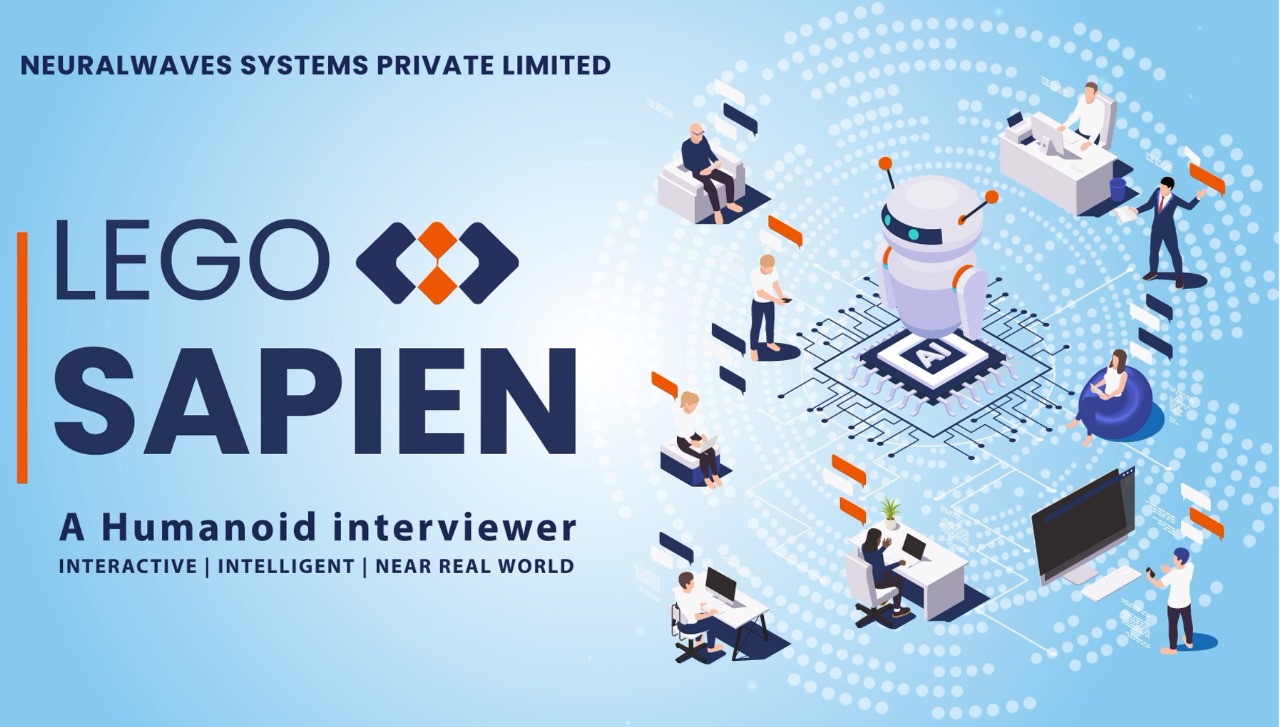 NEURALWAVES SYSTEMS PRIVATE LIMITED
LEGO
SAPIEN
A Humanoid interviewer
INTERACTIVE | INTELLIGENT | NEAR REAL WORLD
AI